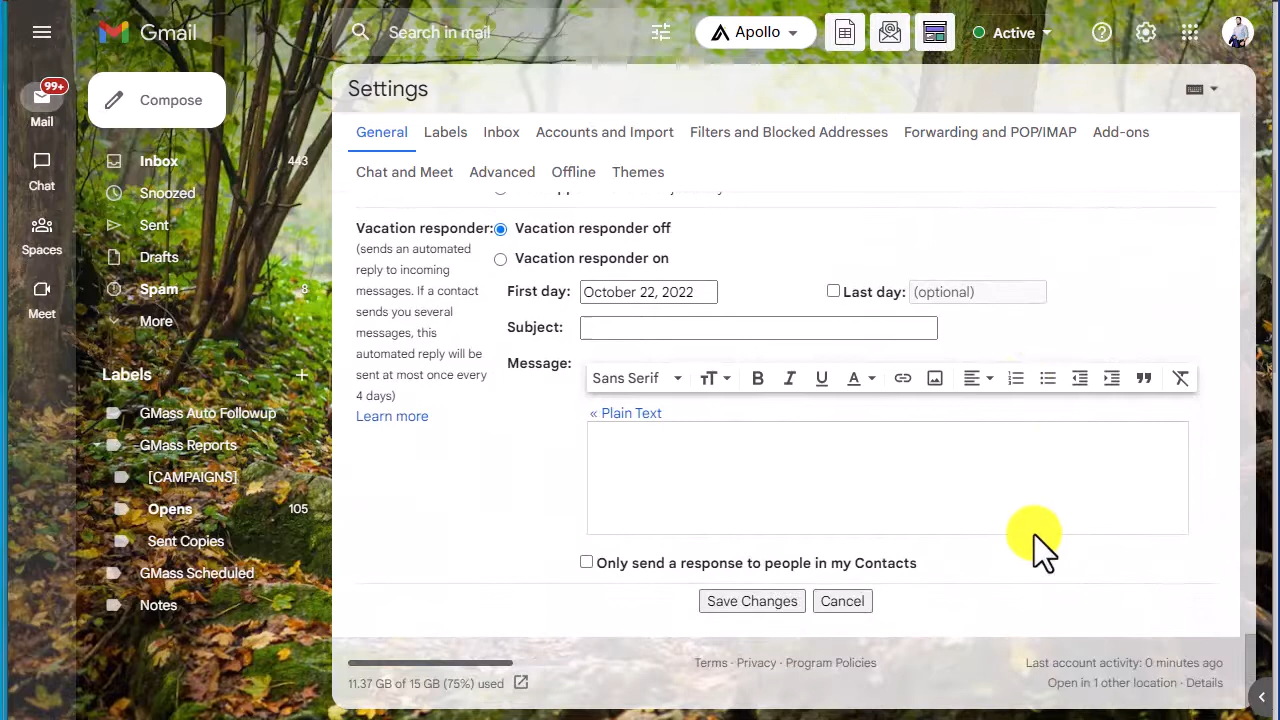 Gmail
Search in mail
Apollo
Active
99+
Mail
Chat
Spaces
Meet
Compose
Inbox 443
Snoozed
Sent
Drafts
Spam 8
More
Labels
GMass Auto Followup
GMass Reports
[CAMPAIGNS]
Opens 105
Sent Copies
GMass Scheduled
Notes
Settings
General Labels Inbox Accounts and Import Filters and Blocked Addresses Forwarding and POP/IMAP Add-ons
Chat and Meet Advanced Offline Themes
Vacation responder:
(sends an automated
reply to incoming
messages. If a contact
sends you several
messages, this
automated reply will be
sent at most once every
4 days)
Learn more
Vacation responder off
Vacation responder on
First day: October 22, 2022 Last day: (optional)
Subject:
Message:
Sans Serif
« Plain Text
Only send a response to people in my Contacts
Save Changes Cancel
11.37 GB of 15 GB (75%) used
Terms · Privacy · Program Policies
Last account activity: 0 minutes ago
Open in 1 other location · Details